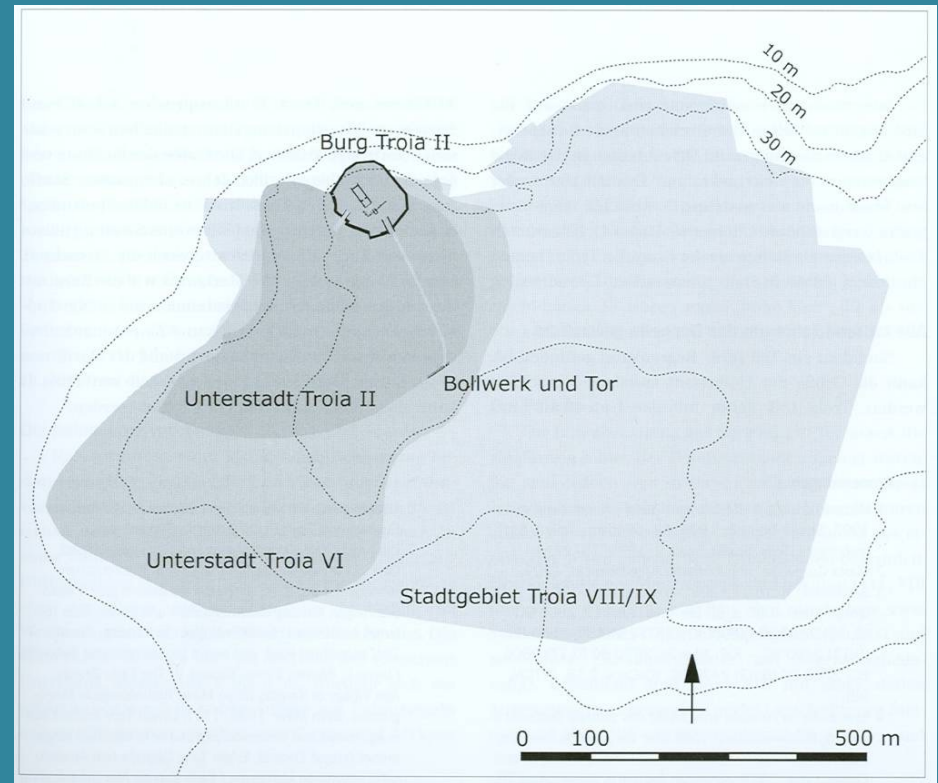 10 m
20 m
30 m
Burg Troia II
Unterstadt Troia II
Bollwerk und Tor
Unterstadt Troia VI
Stadtgebiet Troia VIII/IX
0 100 500 m